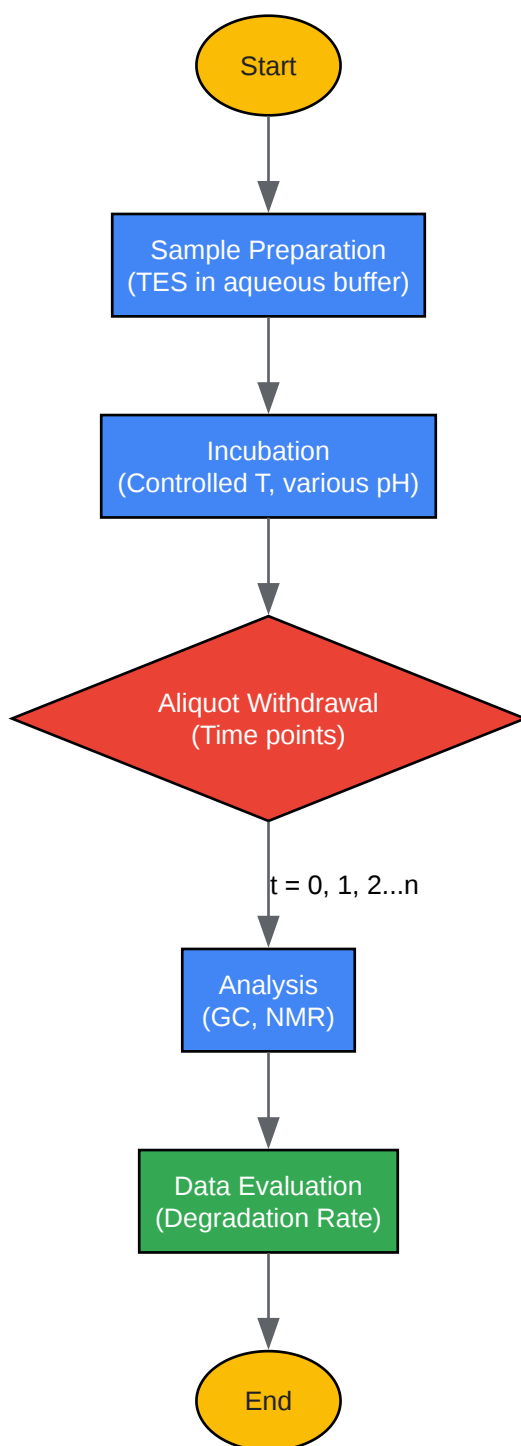 Start
Sample Preparation
(TES in aqueous buffer)
Incubation
(Controlled T, various pH)
Aliquot Withdrawal
(Time points)
t = 0, 1, 2...n
Analysis
(GC, NMR)
Data Evaluation
(Degradation Rate)
End